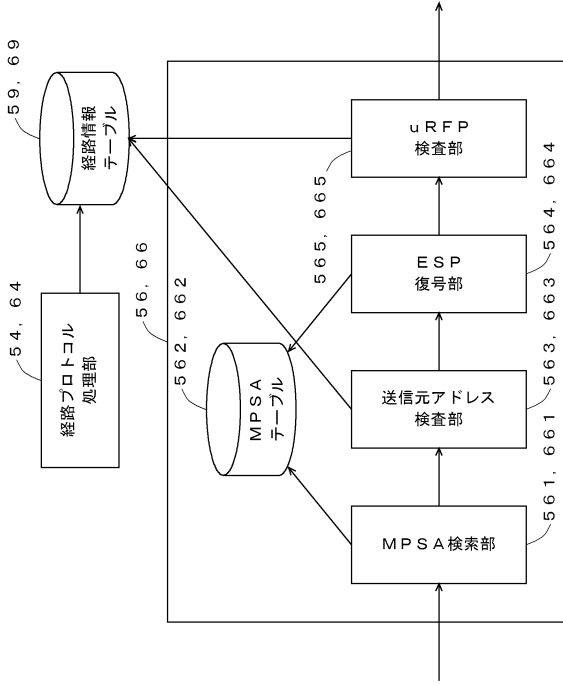 59, 69
経路情報
テーブル
54, 64
経路プロトコル
処理部
56, 66
562, 662
MPSA
テーブル
uRFP
検査部
565, 665
ESP
復号部
564, 664
送信元アドレス
検査部
563, 663
MPSA検索部
561, 661